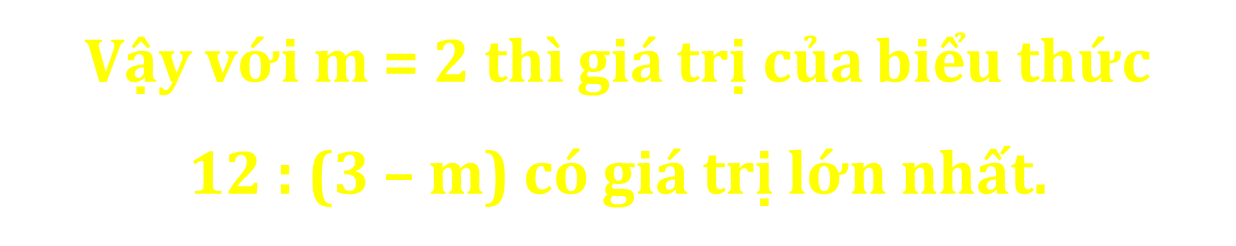 Vậy với m = 2 thì giá trị của biểu thức
12 : (3 – m) có giá trị lớn nhất.